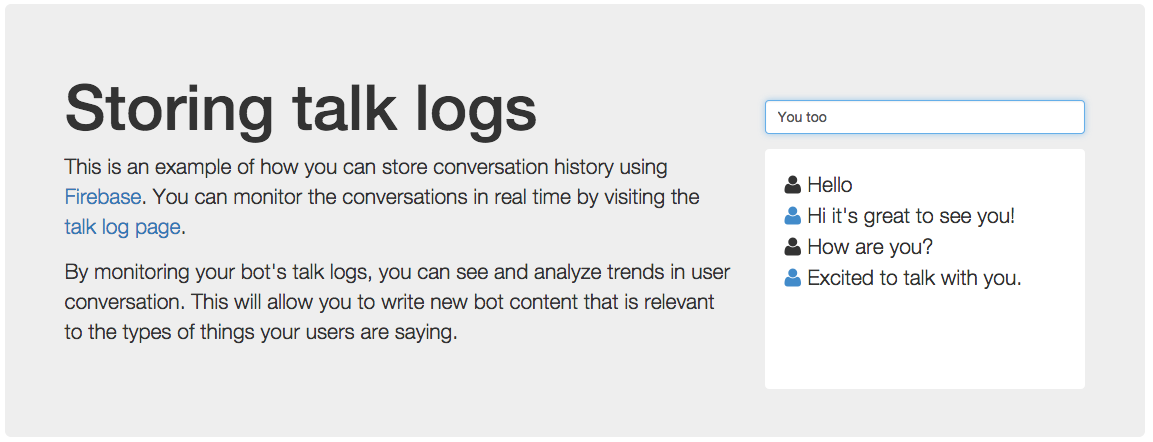 Storing talk logs
This is an example of how you can store conversation history using
Firebase. You can monitor the conversations in real time by visiting the
talk log page.
By monitoring your bot's talk logs, you can see and analyze trends in user
conversation. This will allow you to write new bot content that is relevant
to the types of things your users are saying.
You too
Hello
Hi it's great to see you!
How are you?
Excited to talk with you.